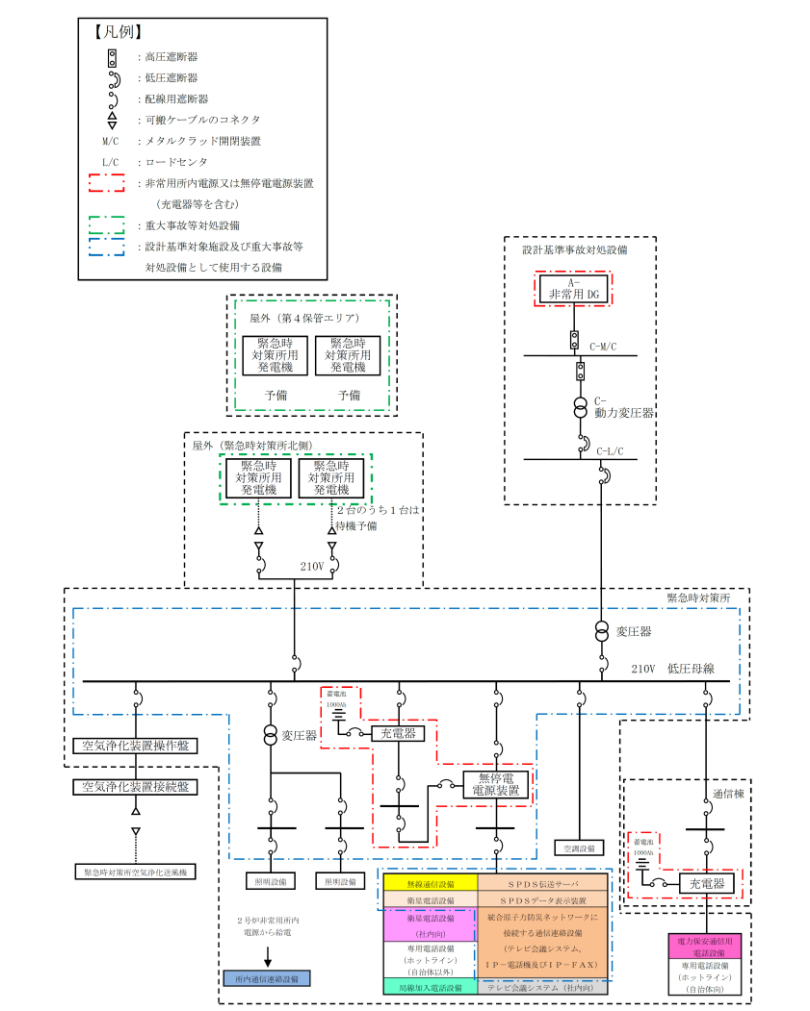 【凡例】
：高圧遮断器
：低圧遮断器
：配線用遮断器
：可搬ケーブルのコネクタ
M/C ：メタルクラッド開閉装置
L/C ：ロードセンタ
：非常用所内電源又は無停電電源装置
（充電器等を含む）
：重大事故等対処設備
：設計基準対象施設及び重大事故等
対処設備として使用する設備
設計基準事故対処設備
A-
非常用 DG
C-M/C
C-
動力変圧器
C-L/C
屋外（第４保管エリア）
緊急時
対策所用
発電機
緊急時
対策所用
発電機
予備
予備
屋外（緊急時対策所北側）
緊急時
対策所用
発電機
緊急時
対策所用
発電機
２台のうち１台は
待機予備
210V
緊急時対策所
変圧器
210V 低圧母線
蓄電池
1000Ah
変圧器
充電器
空気浄化装置操作盤
空気浄化装置接続盤
無停電
電源装置
通信棟
蓄電池
1000Ah
充電器
空調設備
緊急時対策所空気浄化送風機
照明設備
照明設備
２号炉非常用所内
電源から給電
所内通信連絡設備
無線通信設備
衛星電話設備
衛星電話設備
（社内向）
専用電話設備
（ホットライン）
（自治体以外）
局線加入電話設備
ＳＰＤＳ伝送サーバ
ＳＰＤＳデータ表示装置
統合原子力防災ネットワークに
接続する通信連絡設備
（テレビ会議システム，
ＩＰ－電話機及びＩＰ－ＦＡＸ）
テレビ会議システム（社内向）
電力保安通信用
電話設備
専用電話設備
（ホットライン）
（自治体向）